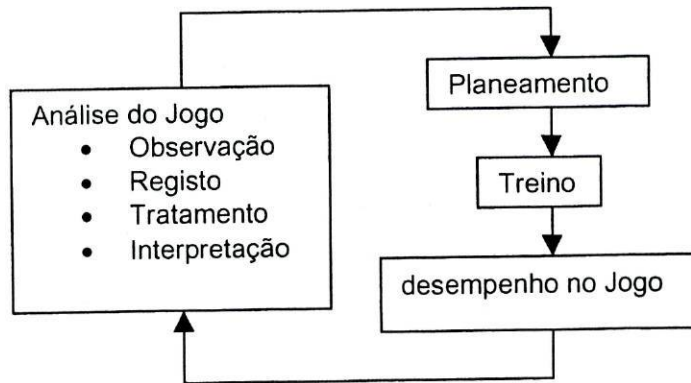 Análise do Jogo
• Observação
• Registo
• Tratamento
• Interpretação
Planeamento
Treino
desempenho no Jogo